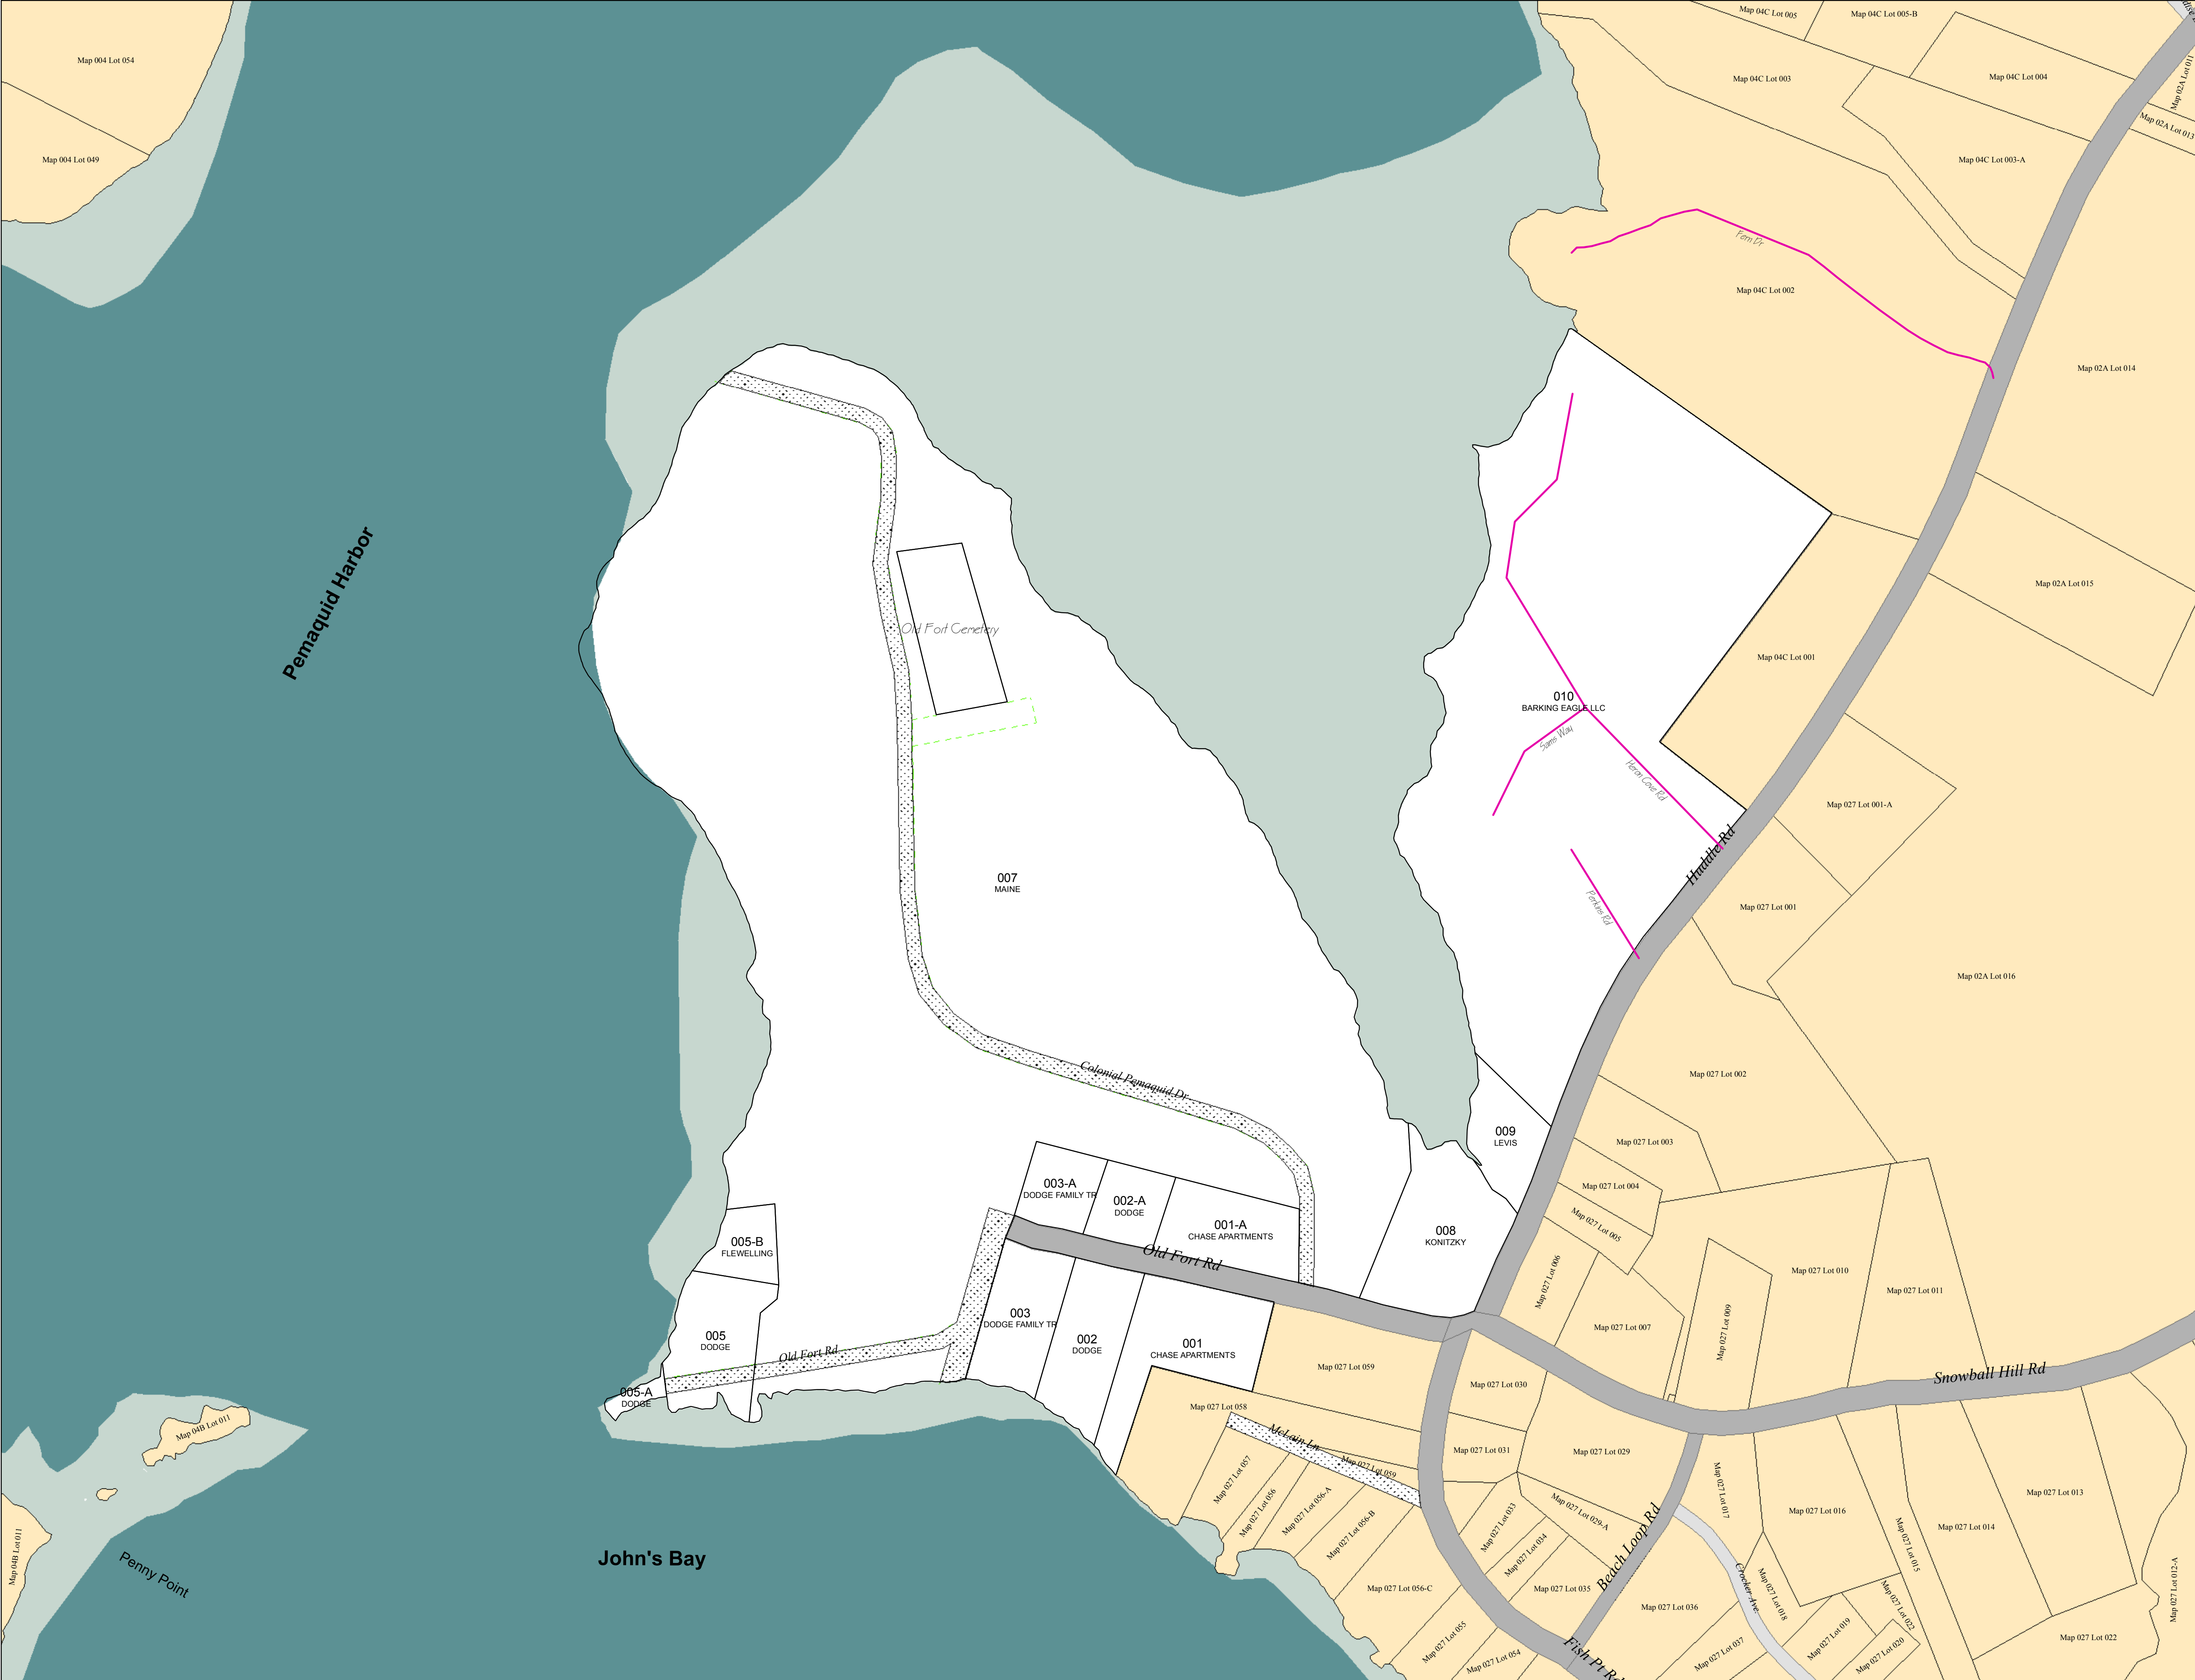 Map 04C Lot 005
Map 04C Lot 005-B
Map 004 Lot 054
Map 04C Lot 003
Map 04C Lot 004
Map 02A Lot 011
Map 02A Lot 013
Map 004 Lot 049
Map 04C Lot 003-A
Fern Dr
Map 04C Lot 002
Map 02A Lot 014
Pemaquid Harbor
Map 02A Lot 015
Old Fort Cemetery
Map 04C Lot 001
010
BARKING EAGLE LLC
Sams Way
Heron Cove Rd
Map 027 Lot 001-A
Huddle Rd
007
MAINE
Perkins Rd
Map 027 Lot 001
Map 02A Lot 016
Colonial Pemaquid Dr
Map 027 Lot 002
009
LEVIS
Map 027 Lot 003
003-A
DODGE FAMILY TR
002-A
DODGE
001-A
CHASE APARTMENTS
008
KONITZKY
Map 027 Lot 004
Map 027 Lot 005
005-B
FLEWELLING
Old Fort Rd
Map 027 Lot 006
Map 027 Lot 010
Map 027 Lot 011
003
DODGE FAMILY TR
002
DODGE
001
CHASE APARTMENTS
Map 027 Lot 007
Map 027 Lot 009
005
DODGE
Old Fort Rd
Map 027 Lot 059
Snowball Hill Rd
005-A
DODGE
Map 027 Lot 030
Map 027 Lot 058
Map 04B Lot 011
McLain Ln
Map 027 Lot 031
Map 027 Lot 029
Map 027 Lot 059
Map 027 Lot 057
Map 027 Lot 056
Map 027 Lot 056-A
Map 027 Lot 056-B
Map 027 Lot 033
Map 027 Lot 029-A
Map 027 Lot 017
Map 027 Lot 016
Map 027 Lot 013
Map 027 Lot 014
Map 027 Lot 015
Map 027 Lot 034
Beach Loop Rd
John's Bay
Map 04B Lot 011
Penny Point
Map 027 Lot 056-C
Map 027 Lot 035
Crocker Ave.
Map 027 Lot 018
Map 027 Lot 036
Map 027 Lot 022
Map 027 Lot 012-A
Map 027 Lot 055
Map 027 Lot 054
Fish Pt Rd
Map 027 Lot 037
Map 027 Lot 019
Map 027 Lot 020
Map 027 Lot 022